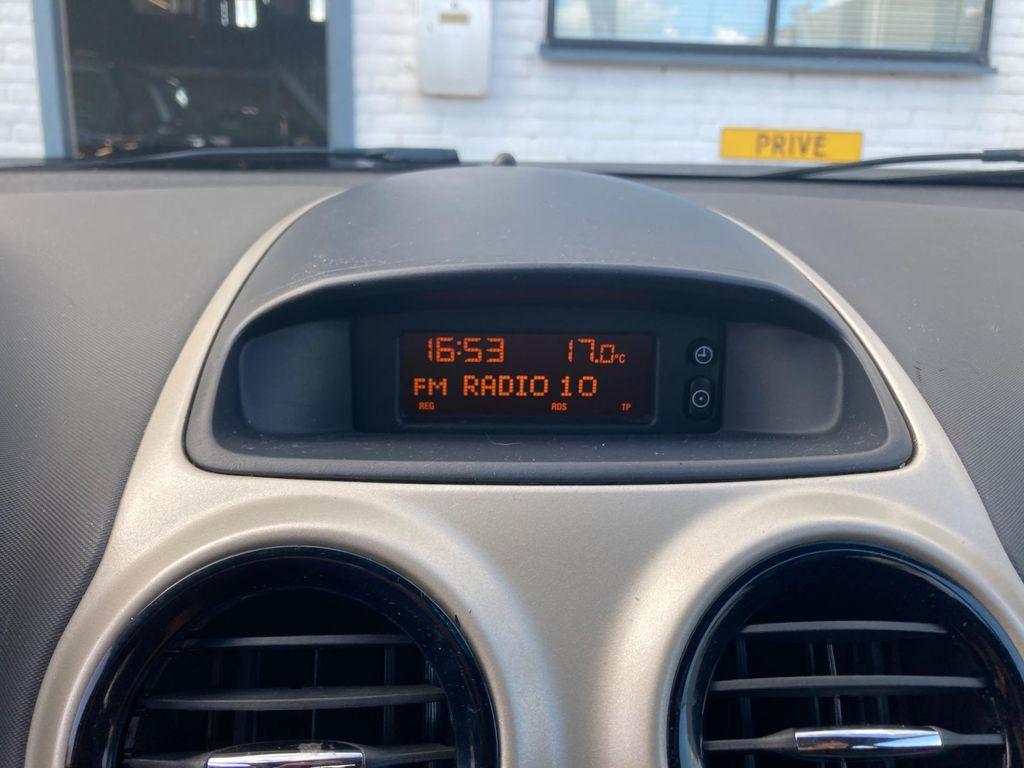 PRIVE
16:53 17.0°C
FM RADIO 10
REG RDS TP